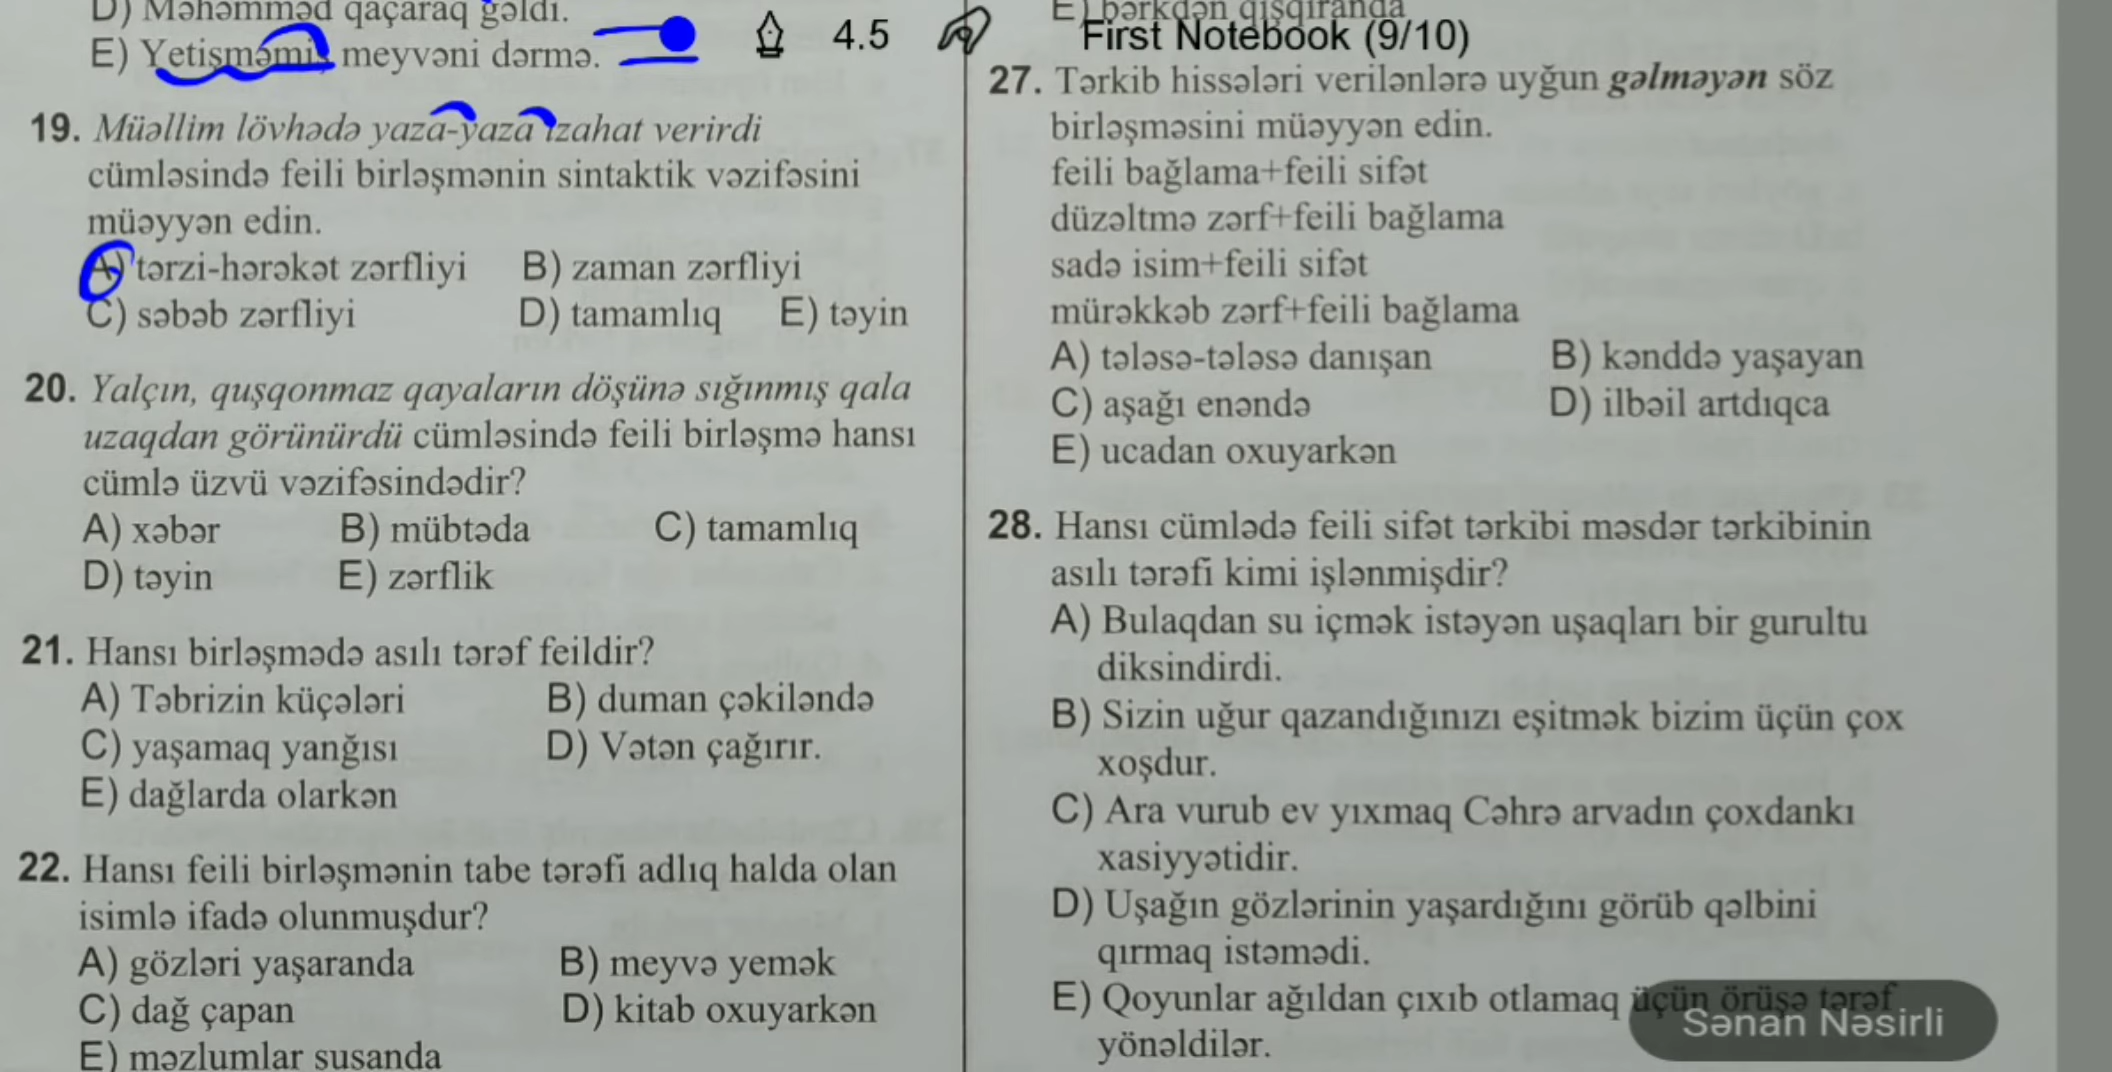 D) Məhəmməd qaçaraq gəldi.
E) Yetişməmiş meyvəni dərmə.
4.5
19. Müəllim lövhədə yaza-yaza izahat verirdi
cümləsində feili birləşmənin sintaktik vəzifəsini
müəyyən edin.
A) tərzi-hərəkət zərfliyi B) zaman zərfliyi
C) səbəb zərfliyi D) tamamlıq E) təyin
20. Yalçın, quşqonmaz qayaların döşünə sığınmış qala
uzaqdan görünürdü cümləsində feili birləşmə hansı
cümlə üzvü vəzifəsindədir?
A) xəbər B) mübtəda C) tamamlıq
D) təyin E) zərflik
21. Hansı birləşmədə asılı tərəf feildir?
A) Təbrizin küçələri B) duman çəkiləndə
C) yaşamaq yanğısı D) Vətən çağırır.
E) dağlarda olarkən
22. Hansı feili birləşmənin tabe tərəfi adlıq halda olan
isimlə ifadə olunmuşdur?
A) gözləri yaşaranda B) meyvə yemək
C) dağ çapan D) kitab oxuyarkən
E) məzlumlar susanda
E) bərkdən qışqıranda
First Notebook (9/10)
27. Tərkib hissələri verilənlərə uyğun gəlməyən söz
birləşməsini müəyyən edin.
feili bağlama+feili sifət
düzəltmə zərf+feili bağlama
sadə isim+feili sifət
mürəkkəb zərf+feili bağlama
A) tələsə-tələsə danışan B) kənddə yaşayan
C) aşağı enəndə D) ilbəil artdıqca
E) ucadan oxuyarkən
28. Hansı cümlədə feili sifət tərkibi məsdər tərkibinin
asılı tərəfi kimi işlənmişdir?
A) Bulaqdan su içmək istəyən uşaqları bir gurultu
diksindirdi.
B) Sizin uğur qazandığınızı eşitmək bizim üçün çox
xoşdur.
C) Ara vurub ev yıxmaq Cəhrə arvadın çoxdankı
xasiyyətidir.
D) Uşağın gözlərinin yaşardığını görüb qəlbini
qırmaq istəmədi.
E) Qoyunlar ağıldan çıxıb otlamaq üçün örüşə tərəf
yönəldilər.
Sənan Nəsirli